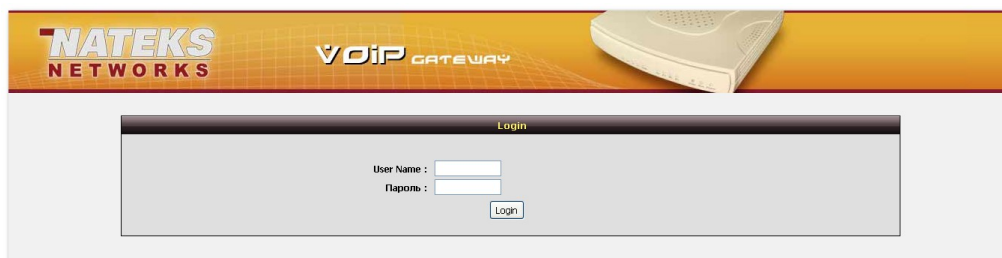 NATEKS
NETWORKS
VOiP GATEWAY
Login
User Name :
Пароль :
Login